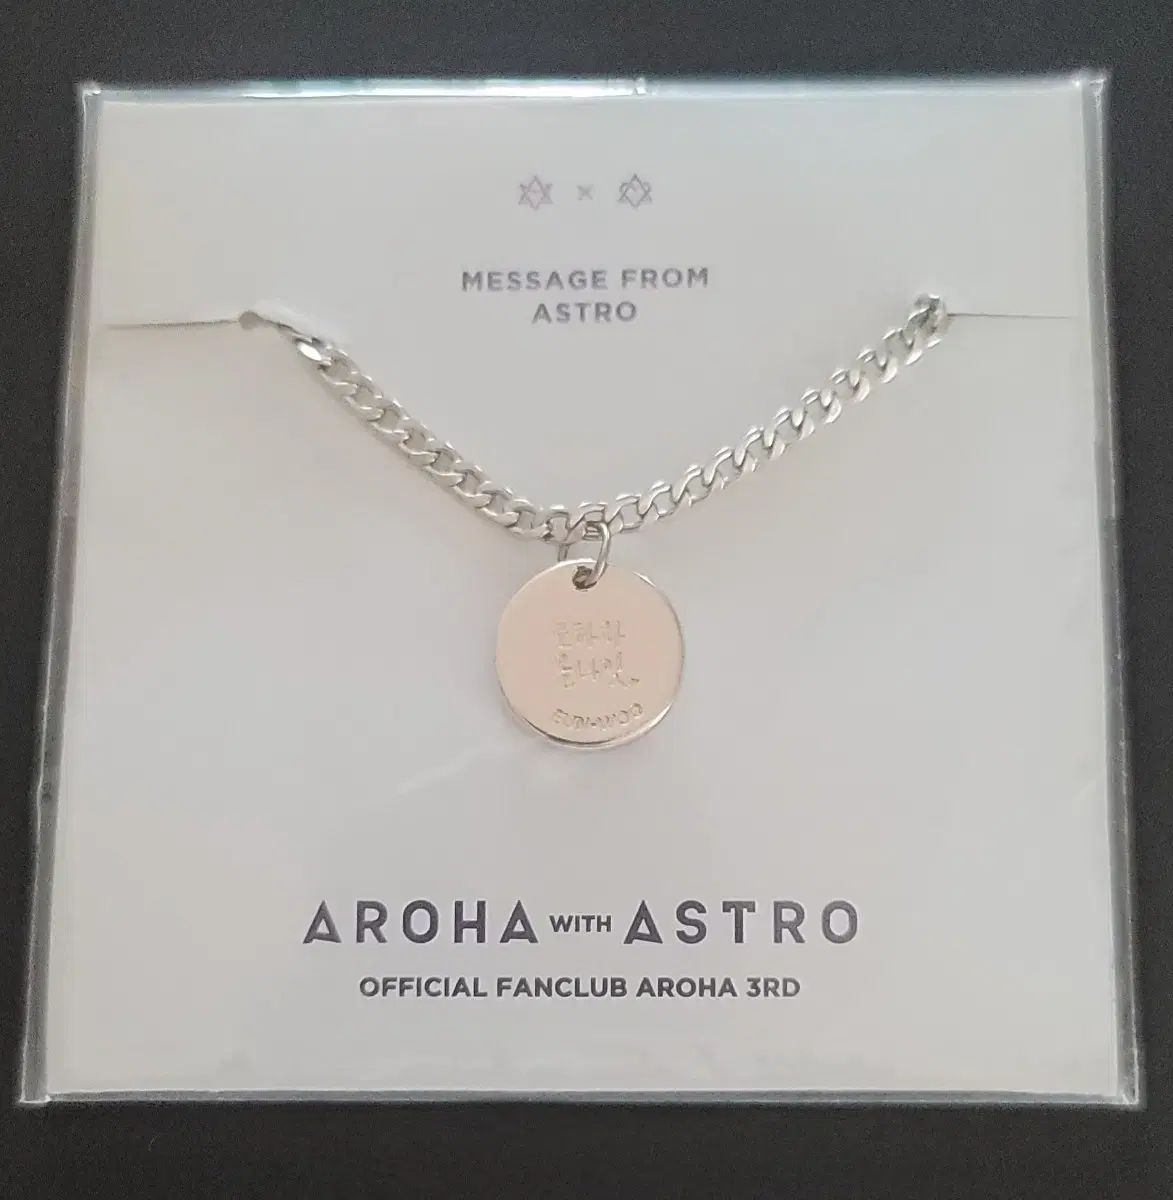 MESSAGE FROM
ASTRO
EUN-WOO
AROHA WITH ASTRO
OFFICIAL FANCLUB AROHA 3RD